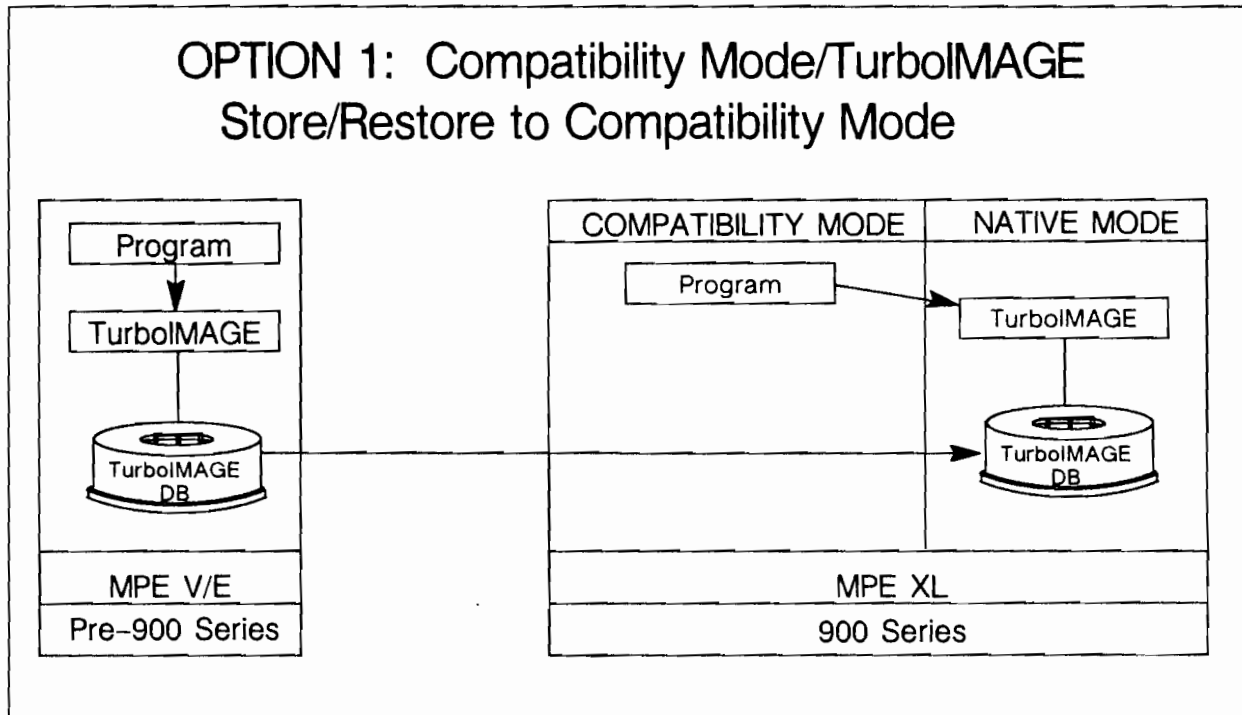 OPTION 1: Compatibility Mode/TurboIMAGE
Store/Restore to Compatibility Mode
Program
TurboIMAGE
TurboIMAGE
DB
MPE V/E
Pre-900 Series
COMPATIBILITY MODE
NATIVE MODE
Program
TurboIMAGE
TurboIMAGE
DB
MPE XL
900 Series